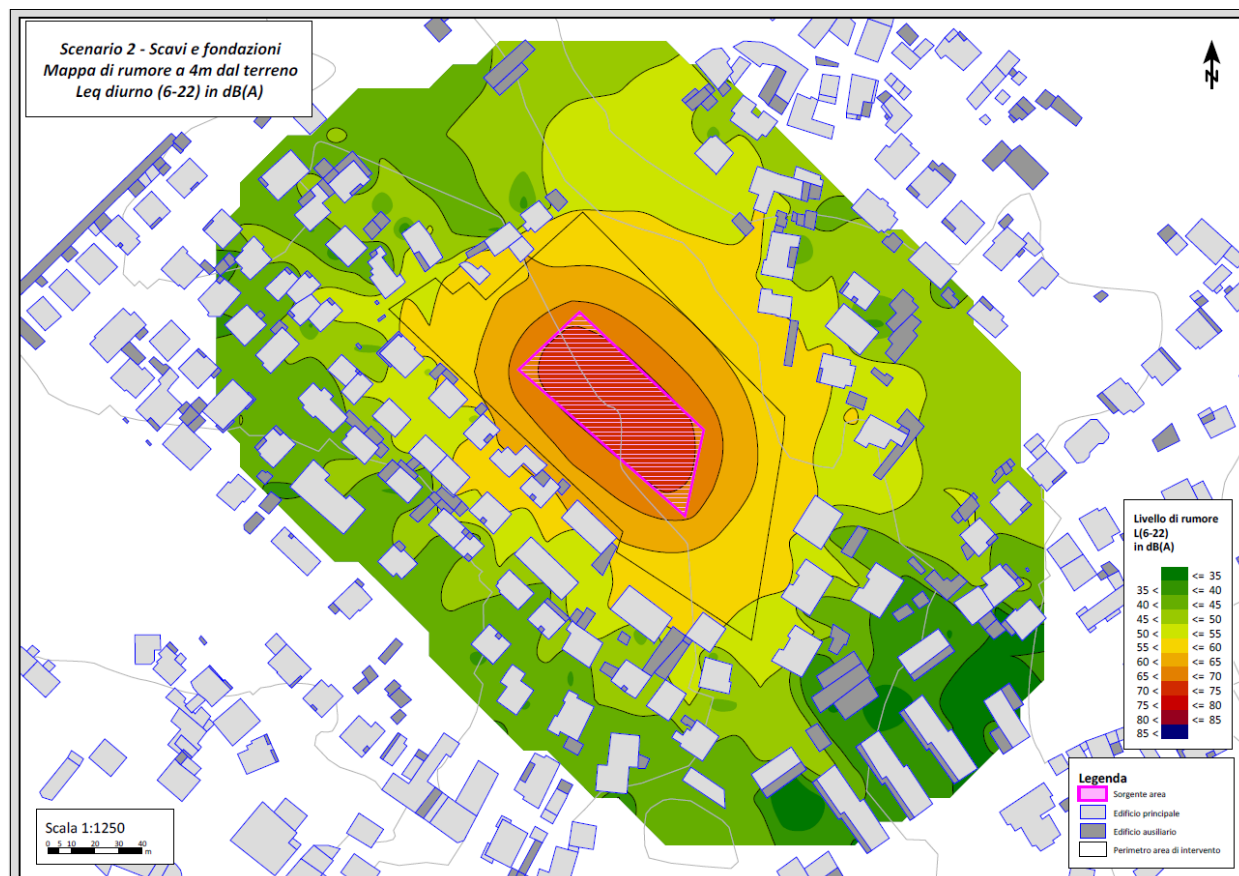 Scenario 2 - Scavi e fondazioni
Mappa di rumore a 4m dal terreno
Leq diurno (6-22) in dB(A)
N
Livello di rumore
L(6-22)
in dB(A)
<= 35
35 < <= 40
40 < <= 45
45 < <= 50
50 < <= 55
55 < <= 60
60 < <= 65
65 < <= 70
70 < <= 75
75 < <= 80
80 < <= 85
85 <
Legenda
Sorgente area
Edificio principale
Edificio ausiliario
Perimetro area di intervento
Scala 1:1250
0 5 10 20 30 40
m